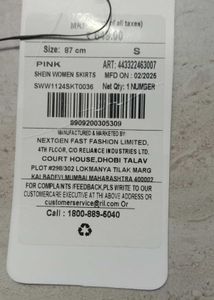 (of all taxes)
Size: 87 cm S
PINK ART: 443322463007
SHEIN WOMEN SKIRTS MFD ON : 02/2025
SWW1124SKT0036 Net Qty: 1 NUMBER
8909200305309
MANUFACTURED & MARKETED BY
NEXTGEN FAST FASHION LIMITED,
4TH FLOOR, C/O RELIANCE INDUSTRIES LTD.
COURT HOUSE,DHOBI TALAV
PLOT #298/302 LOKMANYA TILAK MARG
KALBADEVI,MUMBAI,MAHARASHTRA 400002
FOR COMPLAINTS /FEEDBACK,PLS WRITE TO OUR
CUSTOMERCARE EXECUTIVE AT THE ABOVE ADDRESS OR
customerservice@ril.com Or
Call : 1800-889-5040